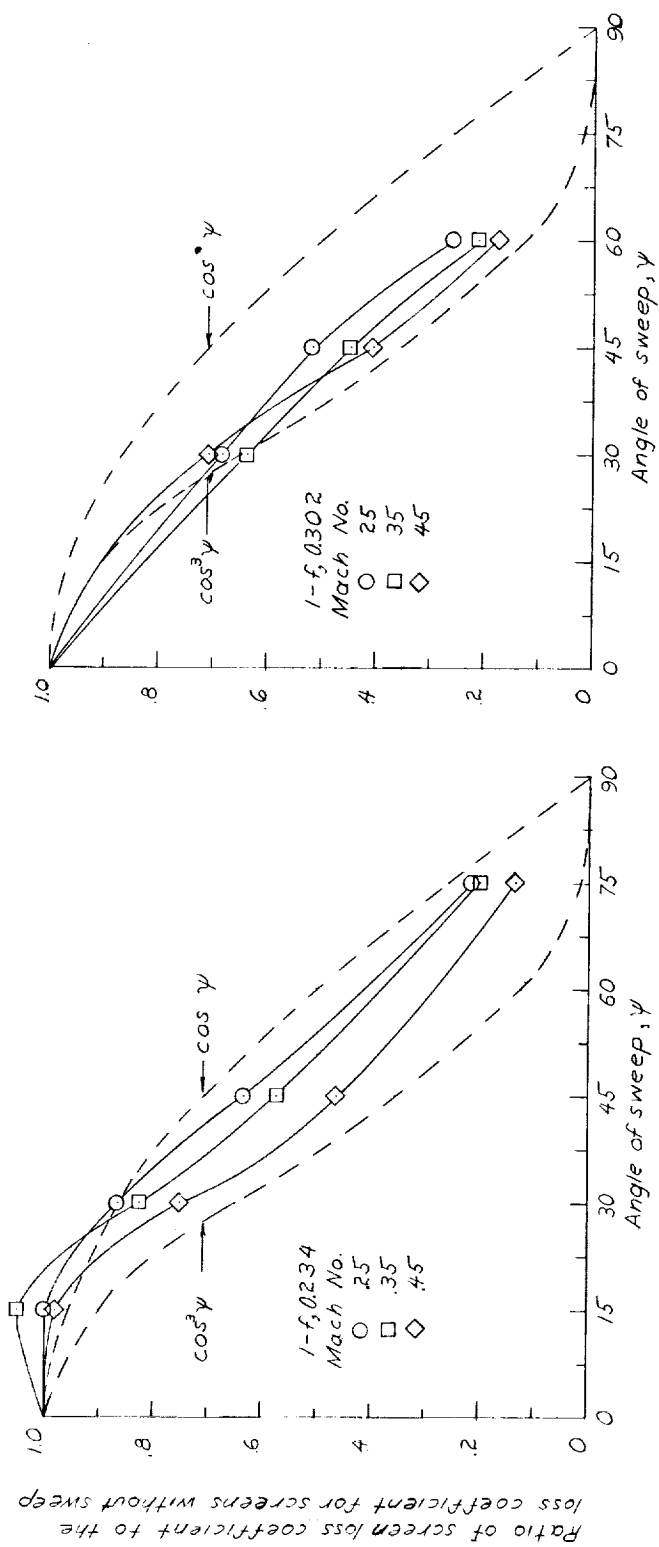 Ratio of screen loss coefficient to the
loss coefficient for screens without sweep
1.0
.8
.6
.4
.2
0
0 15 30 45 60 75 90
Angle of sweep, ψ
cos ψ
cos³ψ
1-f, 0.234
Mach No.
.25
.35
.45
1.0
.8
.6
.4
.2
0
0 15 30 45 60 75 90
Angle of sweep, ψ
cos ψ
cos³ψ
1-f, 0.302
Mach No.
25
35
45